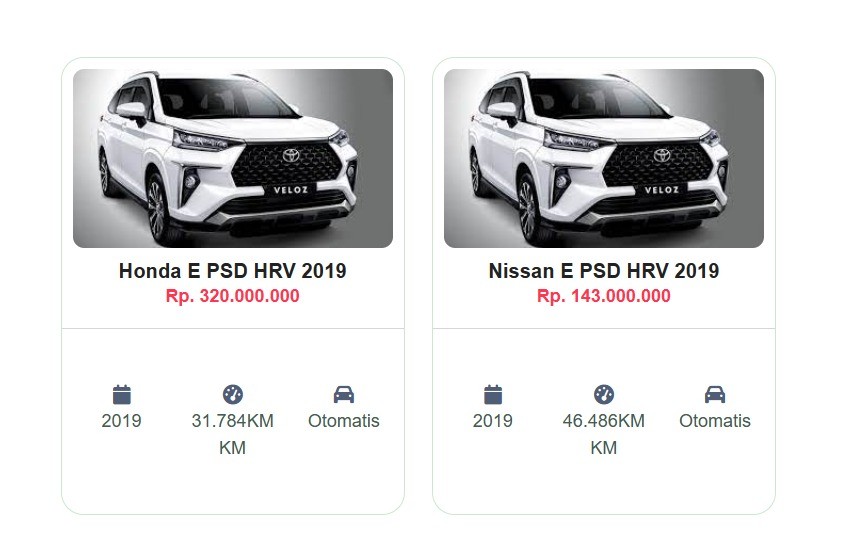 VELOZ
Honda E PSD HRV 2019
Rp. 320.000.000
2019
31.784KM
KM
Otomatis
VELOZ
Nissan E PSD HRV 2019
Rp. 143.000.000
2019
46.486KM
KM
Otomatis